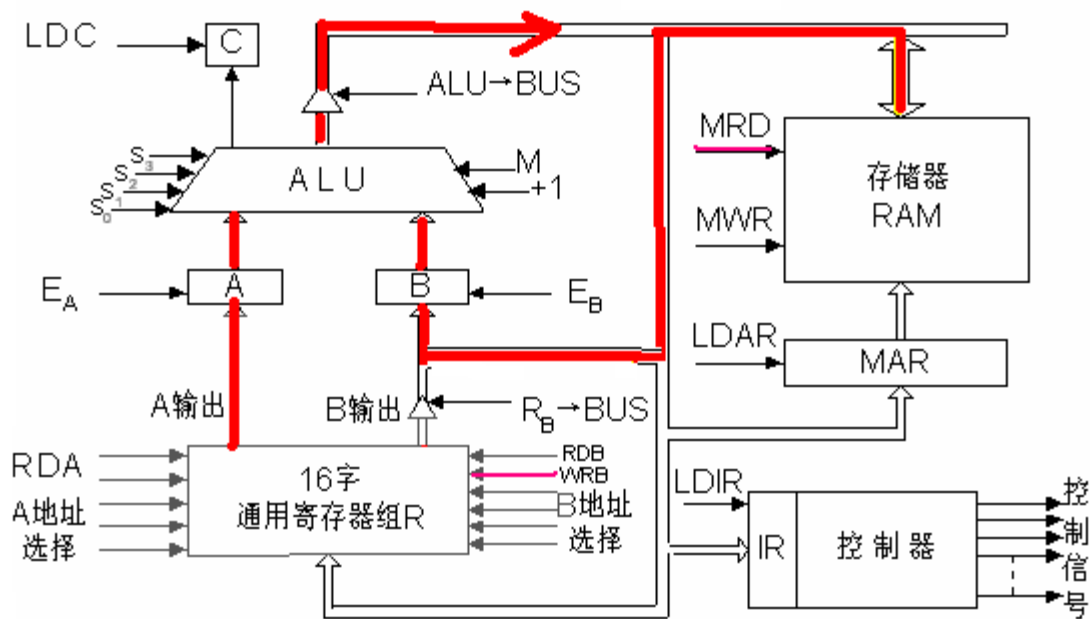 LDC
C
ALU→BUS
S3
S2
S1
S0
ALU
M
+1
MRD
存储器
RAM
MWR
EA
A
B
EB
LDAR
MAR
A输出
B输出
RB→BUS
RDA
A地址
选择
16字
通用寄存器组R
RDB
WRB
B地址
选择
LDIR
IR
控制器
控
制
信
号